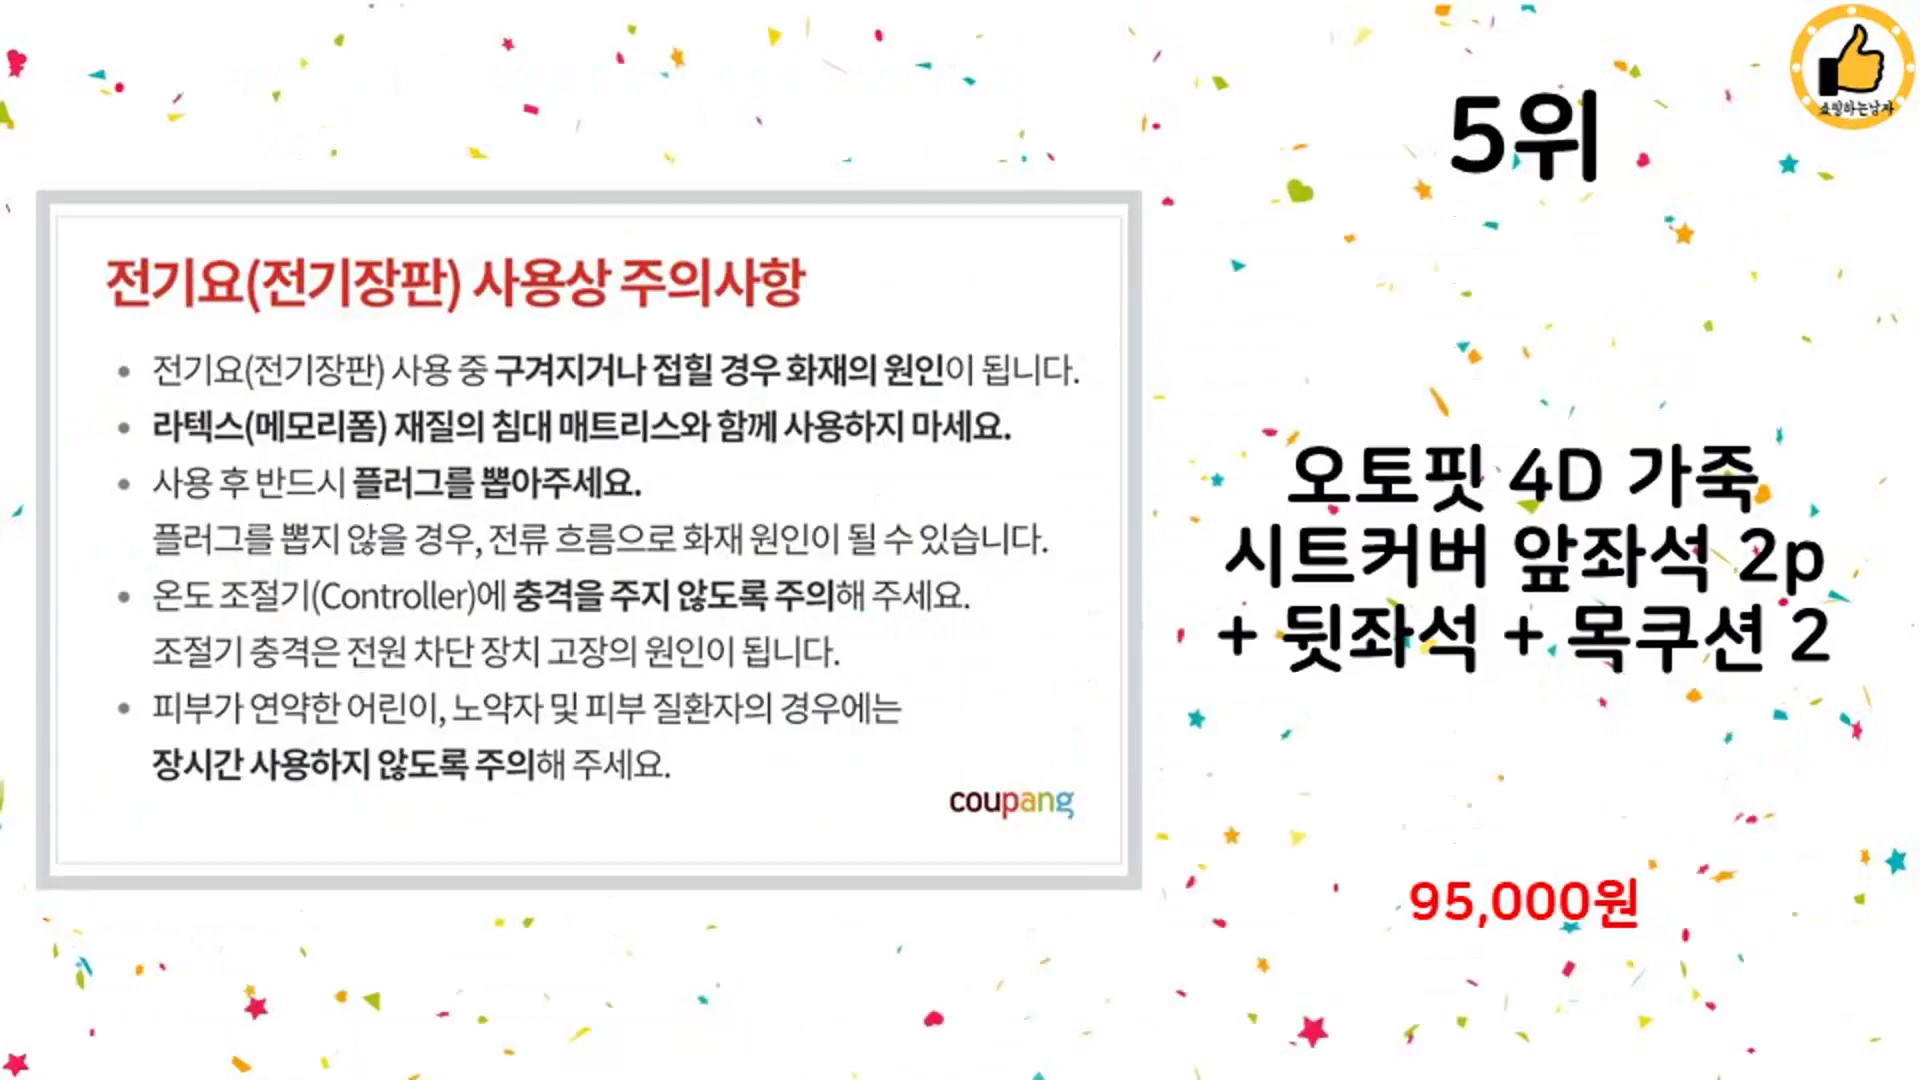 쇼핑하는남자
5위
전기요(전기장판) 사용상 주의사항
• 전기요(전기장판) 사용 중 구겨지거나 접힐 경우 화재의 원인이 됩니다.
• 라텍스(메모리폼) 재질의 침대 매트리스와 함께 사용하지 마세요.
• 사용 후 반드시 플러그를 뽑아주세요.
플러그를 뽑지 않을 경우, 전류 흐름으로 화재 원인이 될 수 있습니다.
• 온도 조절기(Controller)에 충격을 주지 않도록 주의해 주세요.
조절기 충격은 전원 차단 장치 고장의 원인이 됩니다.
• 피부가 연약한 어린이, 노약자 및 피부 질환자의 경우에는
장시간 사용하지 않도록 주의해 주세요.
coupang
오토핏 4D 가죽
시트커버 앞좌석 2p
+ 뒷좌석 + 목쿠션 2
95,000원